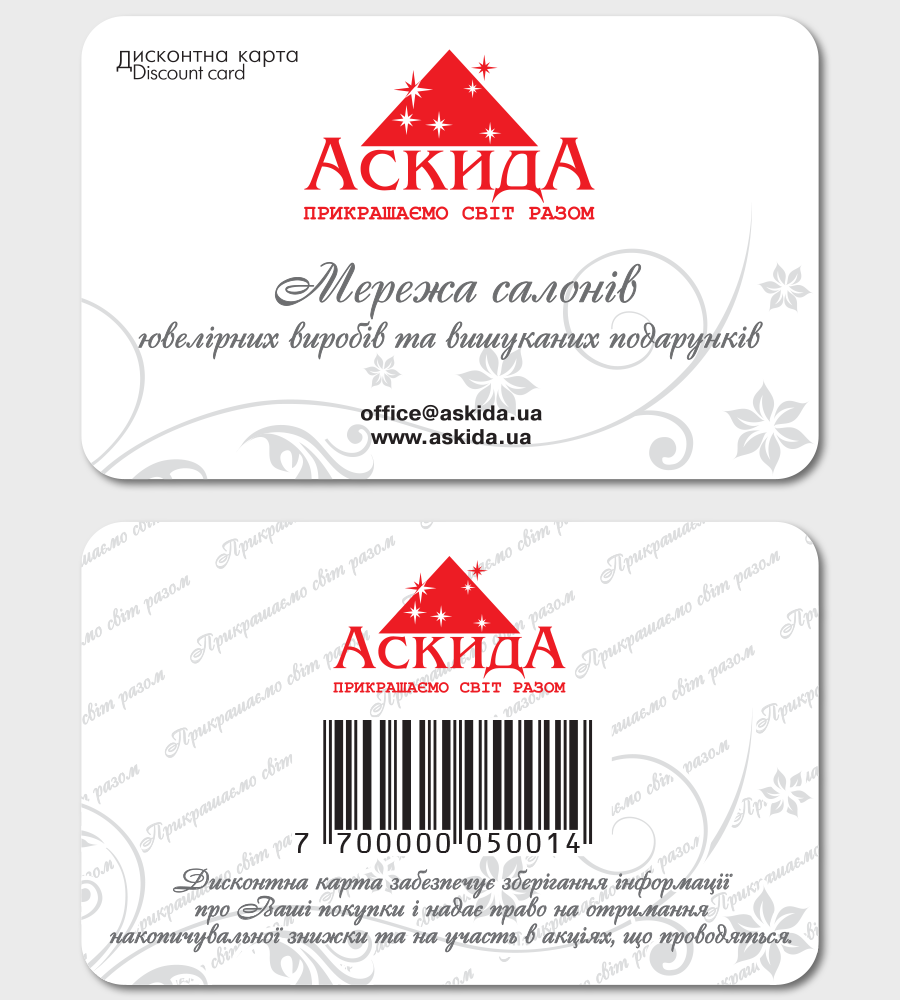 Дисконтна карта
Discount card
АСКИДА
ПРИКРАШАЄМО СВІТ РАЗОМ
Мережа салонів
ювелірних виробів та вишуканих подарунків
office@askida.ua
www.askida.ua
Прикрашаємо світ разом
АСКИДА
ПРИКРАШАЄМО СВІТ РАЗОМ
7 700000 050014
Дисконтна карта забезпечує зберігання інформації
про Ваші покупки і надає право на отримання
накопичувальної знижки та на участь в акціях, що проводяться.